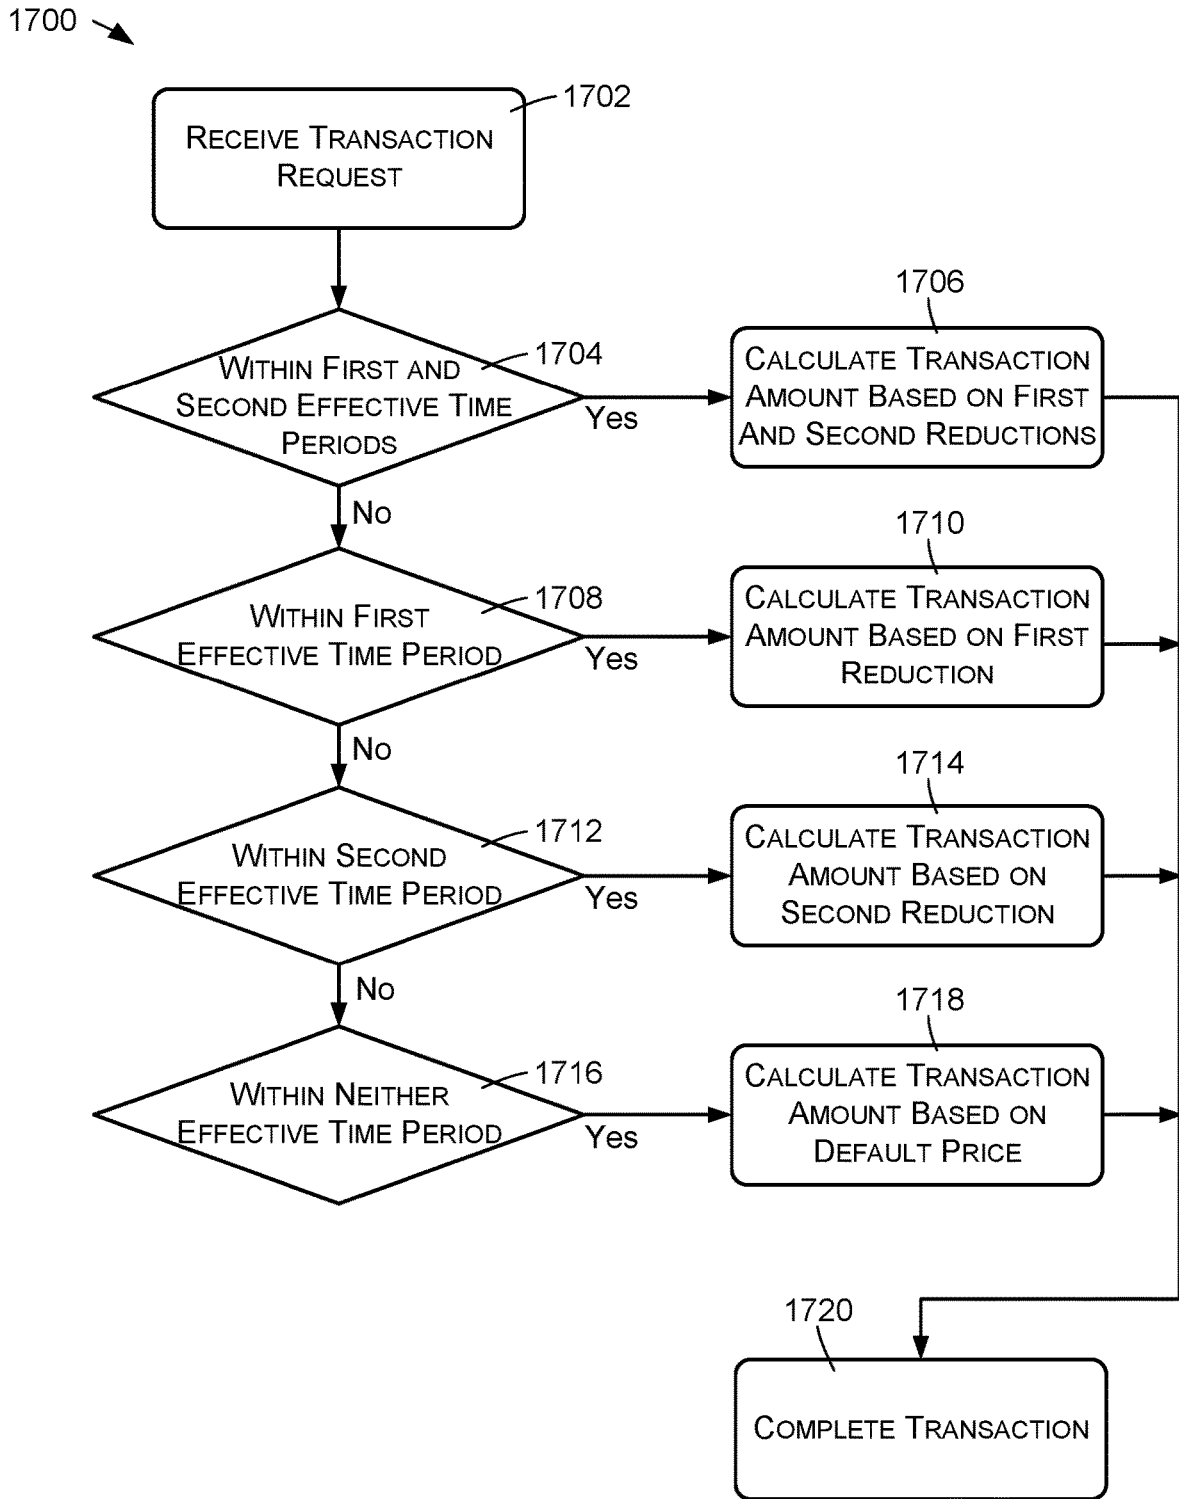 1700
1702
RECEIVE TRANSACTION
REQUEST
1704
WITHIN FIRST AND
SECOND EFFECTIVE TIME
PERIODS
Yes
1706
CALCULATE TRANSACTION
AMOUNT BASED ON FIRST
AND SECOND REDUCTIONS
No
1708
WITHIN FIRST
EFFECTIVE TIME PERIOD
Yes
1710
CALCULATE TRANSACTION
AMOUNT BASED ON FIRST
REDUCTION
No
1712
WITHIN SECOND
EFFECTIVE TIME PERIOD
Yes
1714
CALCULATE TRANSACTION
AMOUNT BASED ON
SECOND REDUCTION
No
1716
WITHIN NEITHER
EFFECTIVE TIME PERIOD
Yes
1718
CALCULATE TRANSACTION
AMOUNT BASED ON
DEFAULT PRICE
1720
COMPLETE TRANSACTION